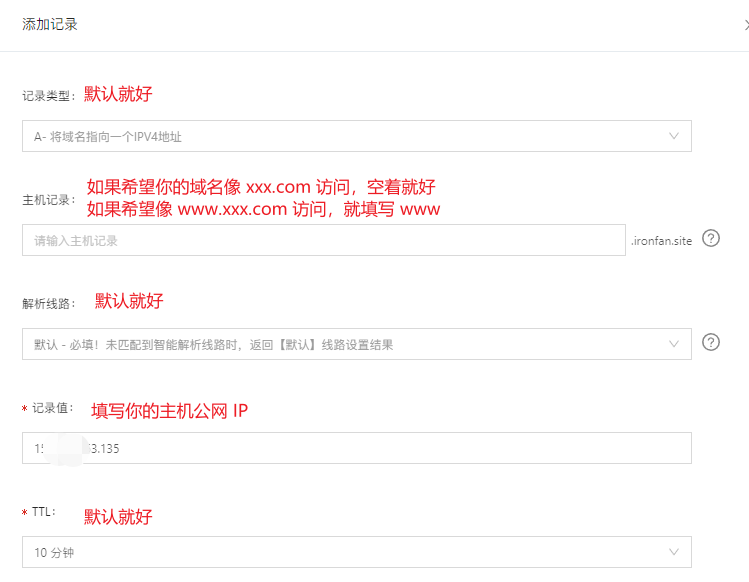 添加记录
记录类型： 默认就好
A- 将域名指向一个IPV4地址
如果希望你的域名像 xxx.com 访问，空着就好
主机记录： 如果希望像 www.xxx.com 访问，就填写 www
请输入主机记录 .ironfan.site
解析线路： 默认就好
默认 - 必填！未匹配到智能解析线路时，返回【默认】线路设置结果
* 记录值： 填写你的主机公网 IP
3.135
* TTL： 默认就好
10 分钟